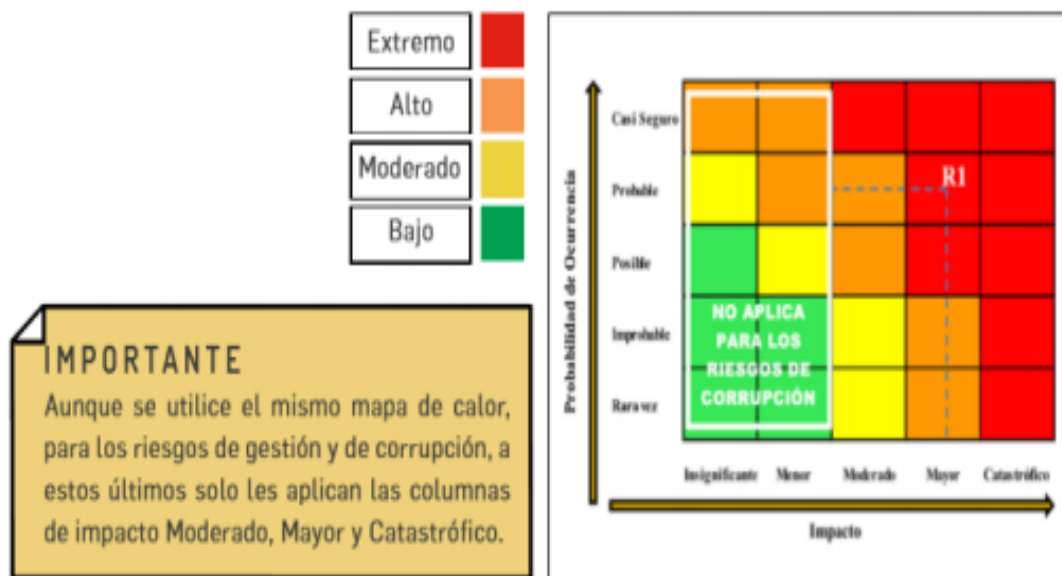 Extremo
Alto
Moderado
Bajo
IMPORTANTE
Aunque se utilice el mismo mapa de calor,
para los riesgos de gestión y de corrupción, a
estos últimos solo les aplican las columnas
de impacto Moderado, Mayor y Catastrófico.
Probabilidad de Ocurrencia
Casi Seguro
Probable
Posible
Improbable
Rara vez
R1
NO APLICA
PARA LOS
RIESGOS DE
CORRUPCIÓN
Insignificante Menor Moderado Mayor Catastrófico
Impacto